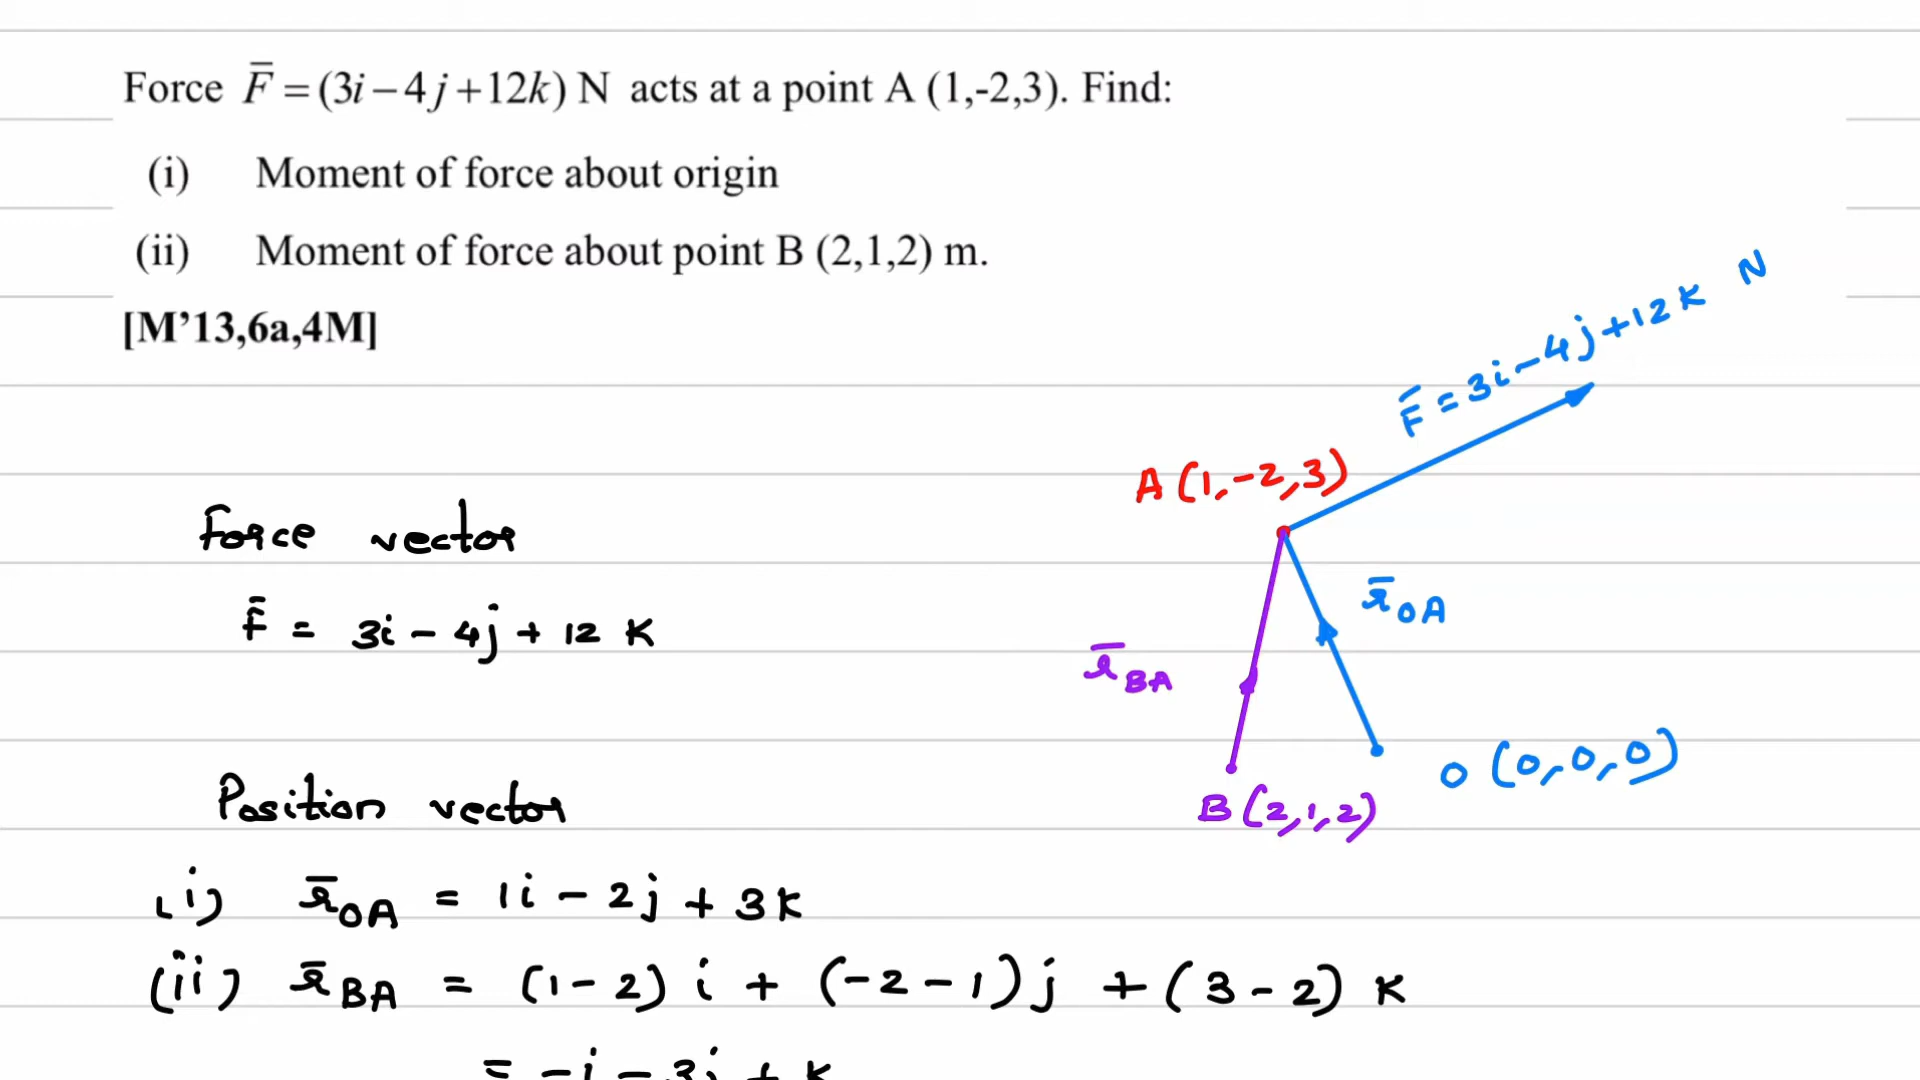 Force F̄ = (3i − 4j + 12k) N acts at a point A (1,-2,3). Find:
(i) Moment of force about origin
(ii) Moment of force about point B (2,1,2) m.
[M’13,6a,4M]
F̄ = 3i − 4j + 12k N
A (1, -2, 3)
Force vector
F̄ = 3i − 4j + 12 k
r̄OA
r̄BA
O (0, 0, 0)
B (2, 1, 2)
Position vector
(i) r̄OA = 1i − 2j + 3k
(ii) r̄BA = (1 − 2) i + (−2 − 1) j + (3 − 2) k
= −i − 3j + k